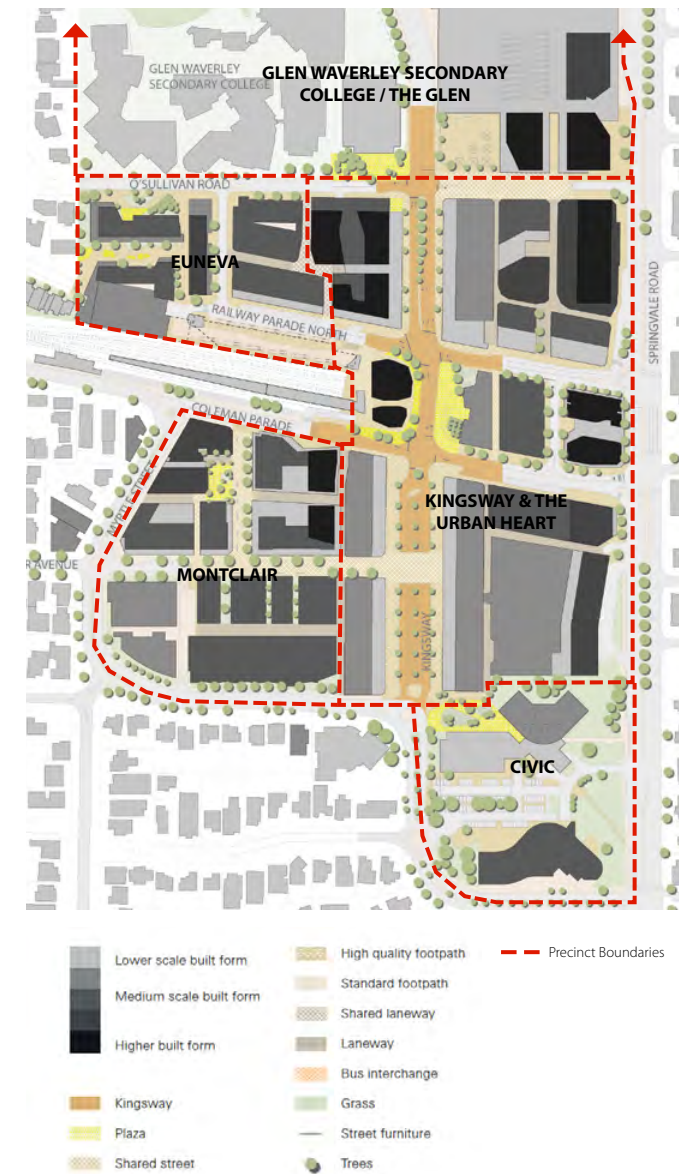 GLEN WAVERLEY
SECONDARY COLLEGE
GLEN WAVERLEY SECONDARY
COLLEGE / THE GLEN
O'SULLIVAN ROAD
EUNEVA
RAILWAY PARADE NORTH
SPRINGVALE ROAD
COLEMAN PARADE
MYRTLE STREET
KINGSWAY & THE
URBAN HEART
R AVENUE
MONTCLAIR
KINGSWAY
CIVIC
Lower scale built form
Medium scale built form
Higher built form
Kingsway
Plaza
Shared street
High quality footpath
Standard footpath
Shared laneway
Laneway
Bus interchange
Grass
Street furniture
Trees
Precinct Boundaries